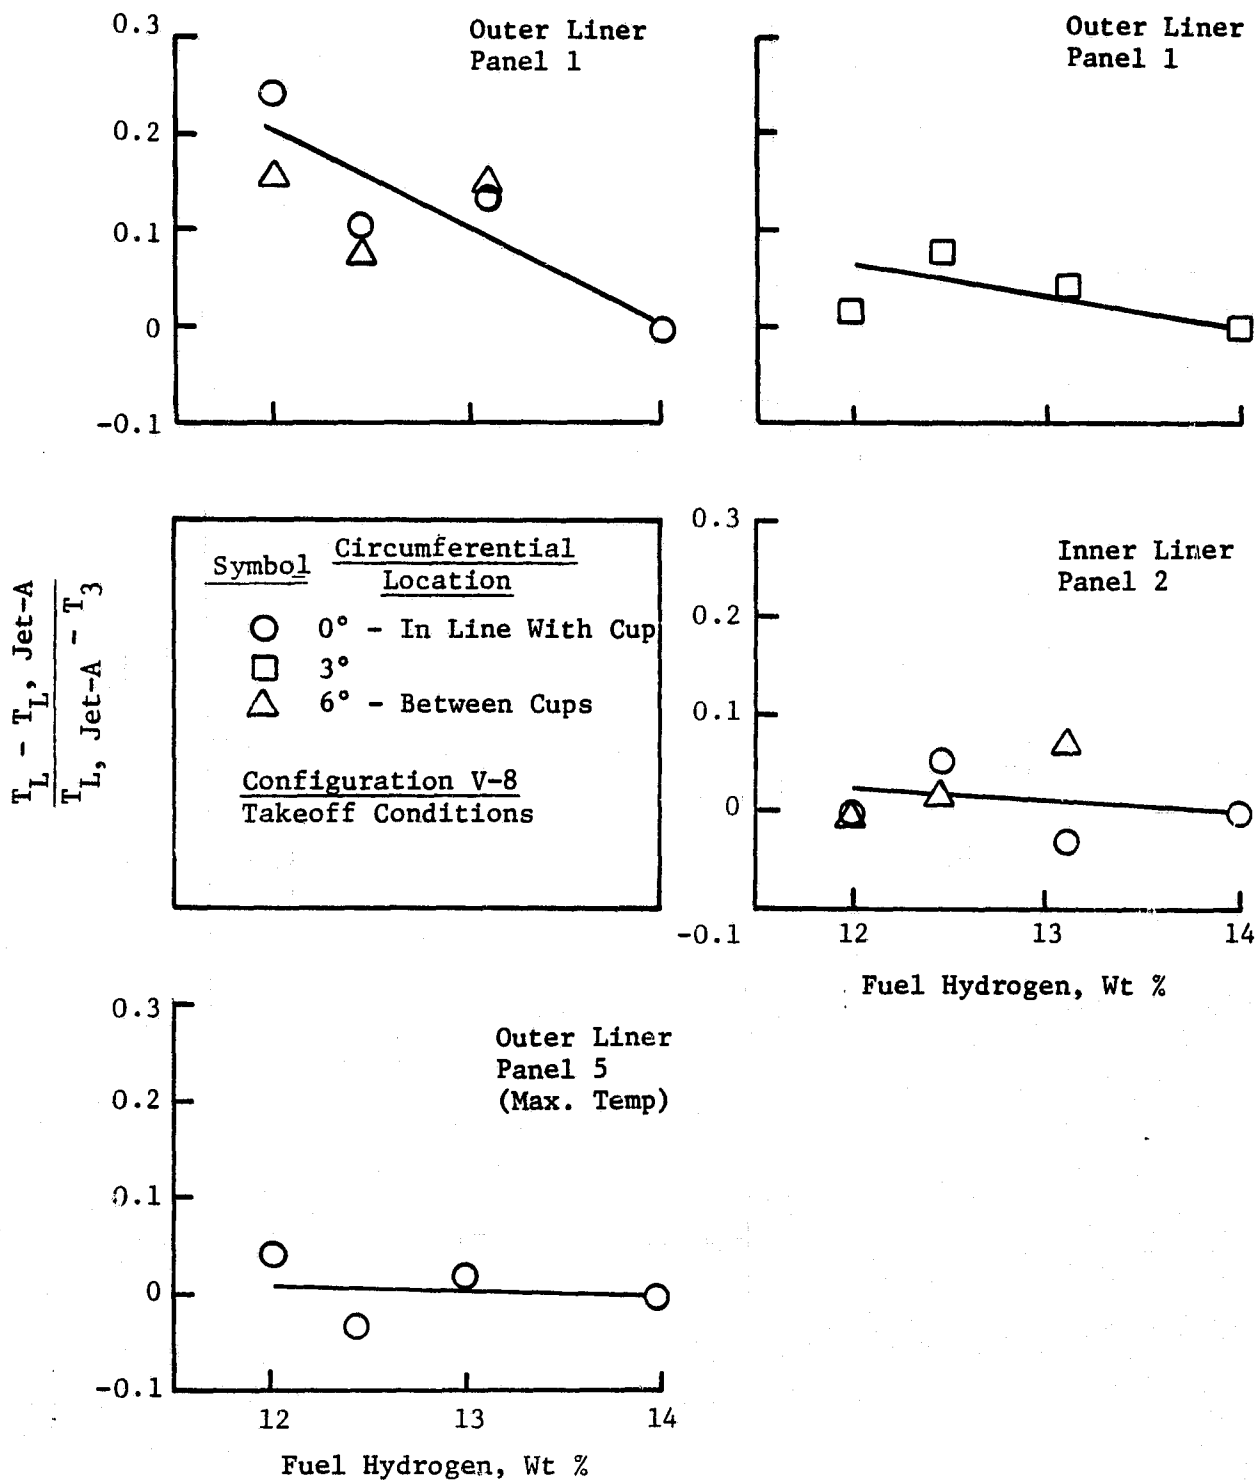 0.3
0.2
0.1
0
-0.1
Outer Liner
Panel 1
Outer Liner
Panel 1
T_L - T_L, Jet-A
T_L, Jet-A - T_3
Symbol
Circumferential
Location
0° - In Line With Cup
3°
6° - Between Cups
Configuration V-8
Takeoff Conditions
0.3
0.2
0.1
0
-0.1
Inner Liner
Panel 2
12 13 14
Fuel Hydrogen, Wt %
0.3
0.2
0.1
0
-0.1
Outer Liner
Panel 5
(Max. Temp)
12 13 14
Fuel Hydrogen, Wt %